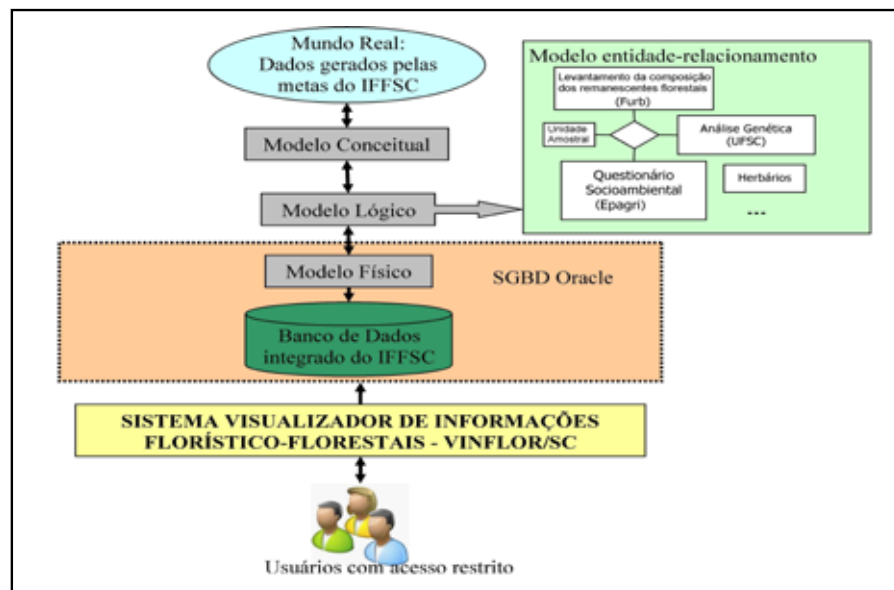 Mundo Real:
Dados gerados pelas
metas do IFFSC
Modelo Conceitual
Modelo Lógico
Modelo entidade-relacionamento
Levantamento da composição
dos remanescentes florestais
(Furb)
Unidade
Amostral
Análise Genética
(UFSC)
Questionário
Socioambiental
(Epagri)
Herbários
---
Modelo Físico
SGBD Oracle
Banco de Dados
integrado do IFFSC
SISTEMA VISUALIZADOR DE INFORMAÇÕES
FLORÍSTICO-FLORESTAIS - VINFLOR/SC
Usuários com acesso restrito